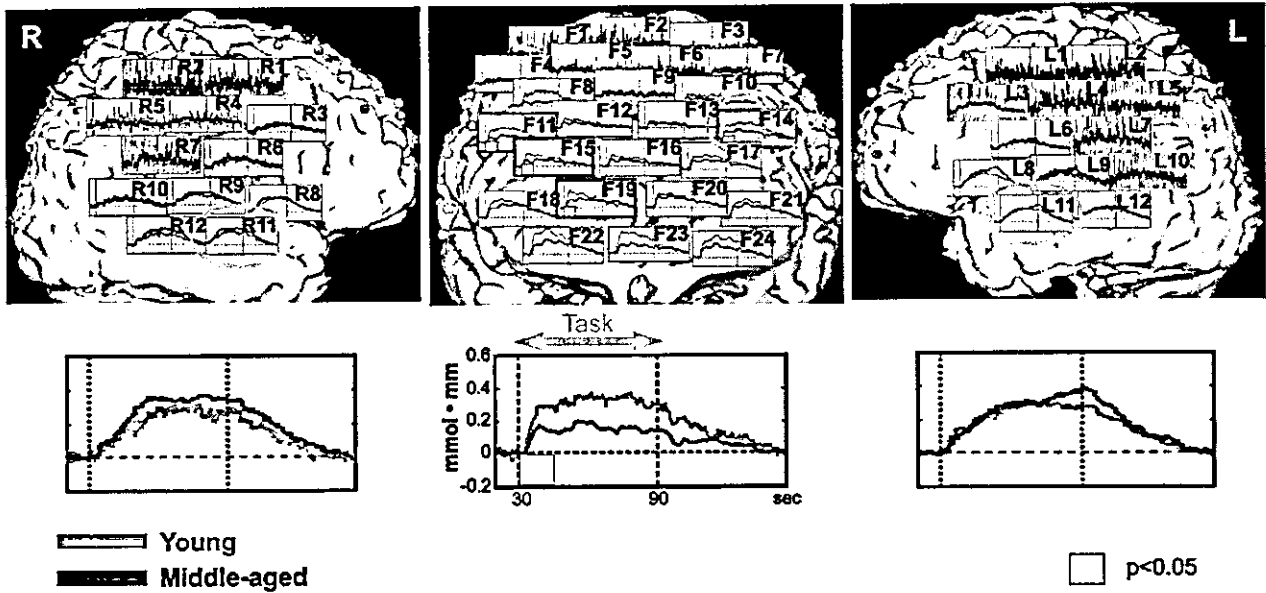 R
R2 R1
R5 R4 R3
R7 R6
R10 R9 R8
R12 R11
F1 F2 F3
F4 F5 F6 F7
F8 F9 F10
F11 F12 F13 F14
F15 F16 F17
F18 F19 F20 F21
F22 F23 F24
L
L1 L2
L3 L4 L5
L6 L7
L8 L9 L10
L11 L12
Task
mmol • mm
0.6
0.4
0.2
0
-0.2
30 90 sec
Young
Middle-aged
p<0.05